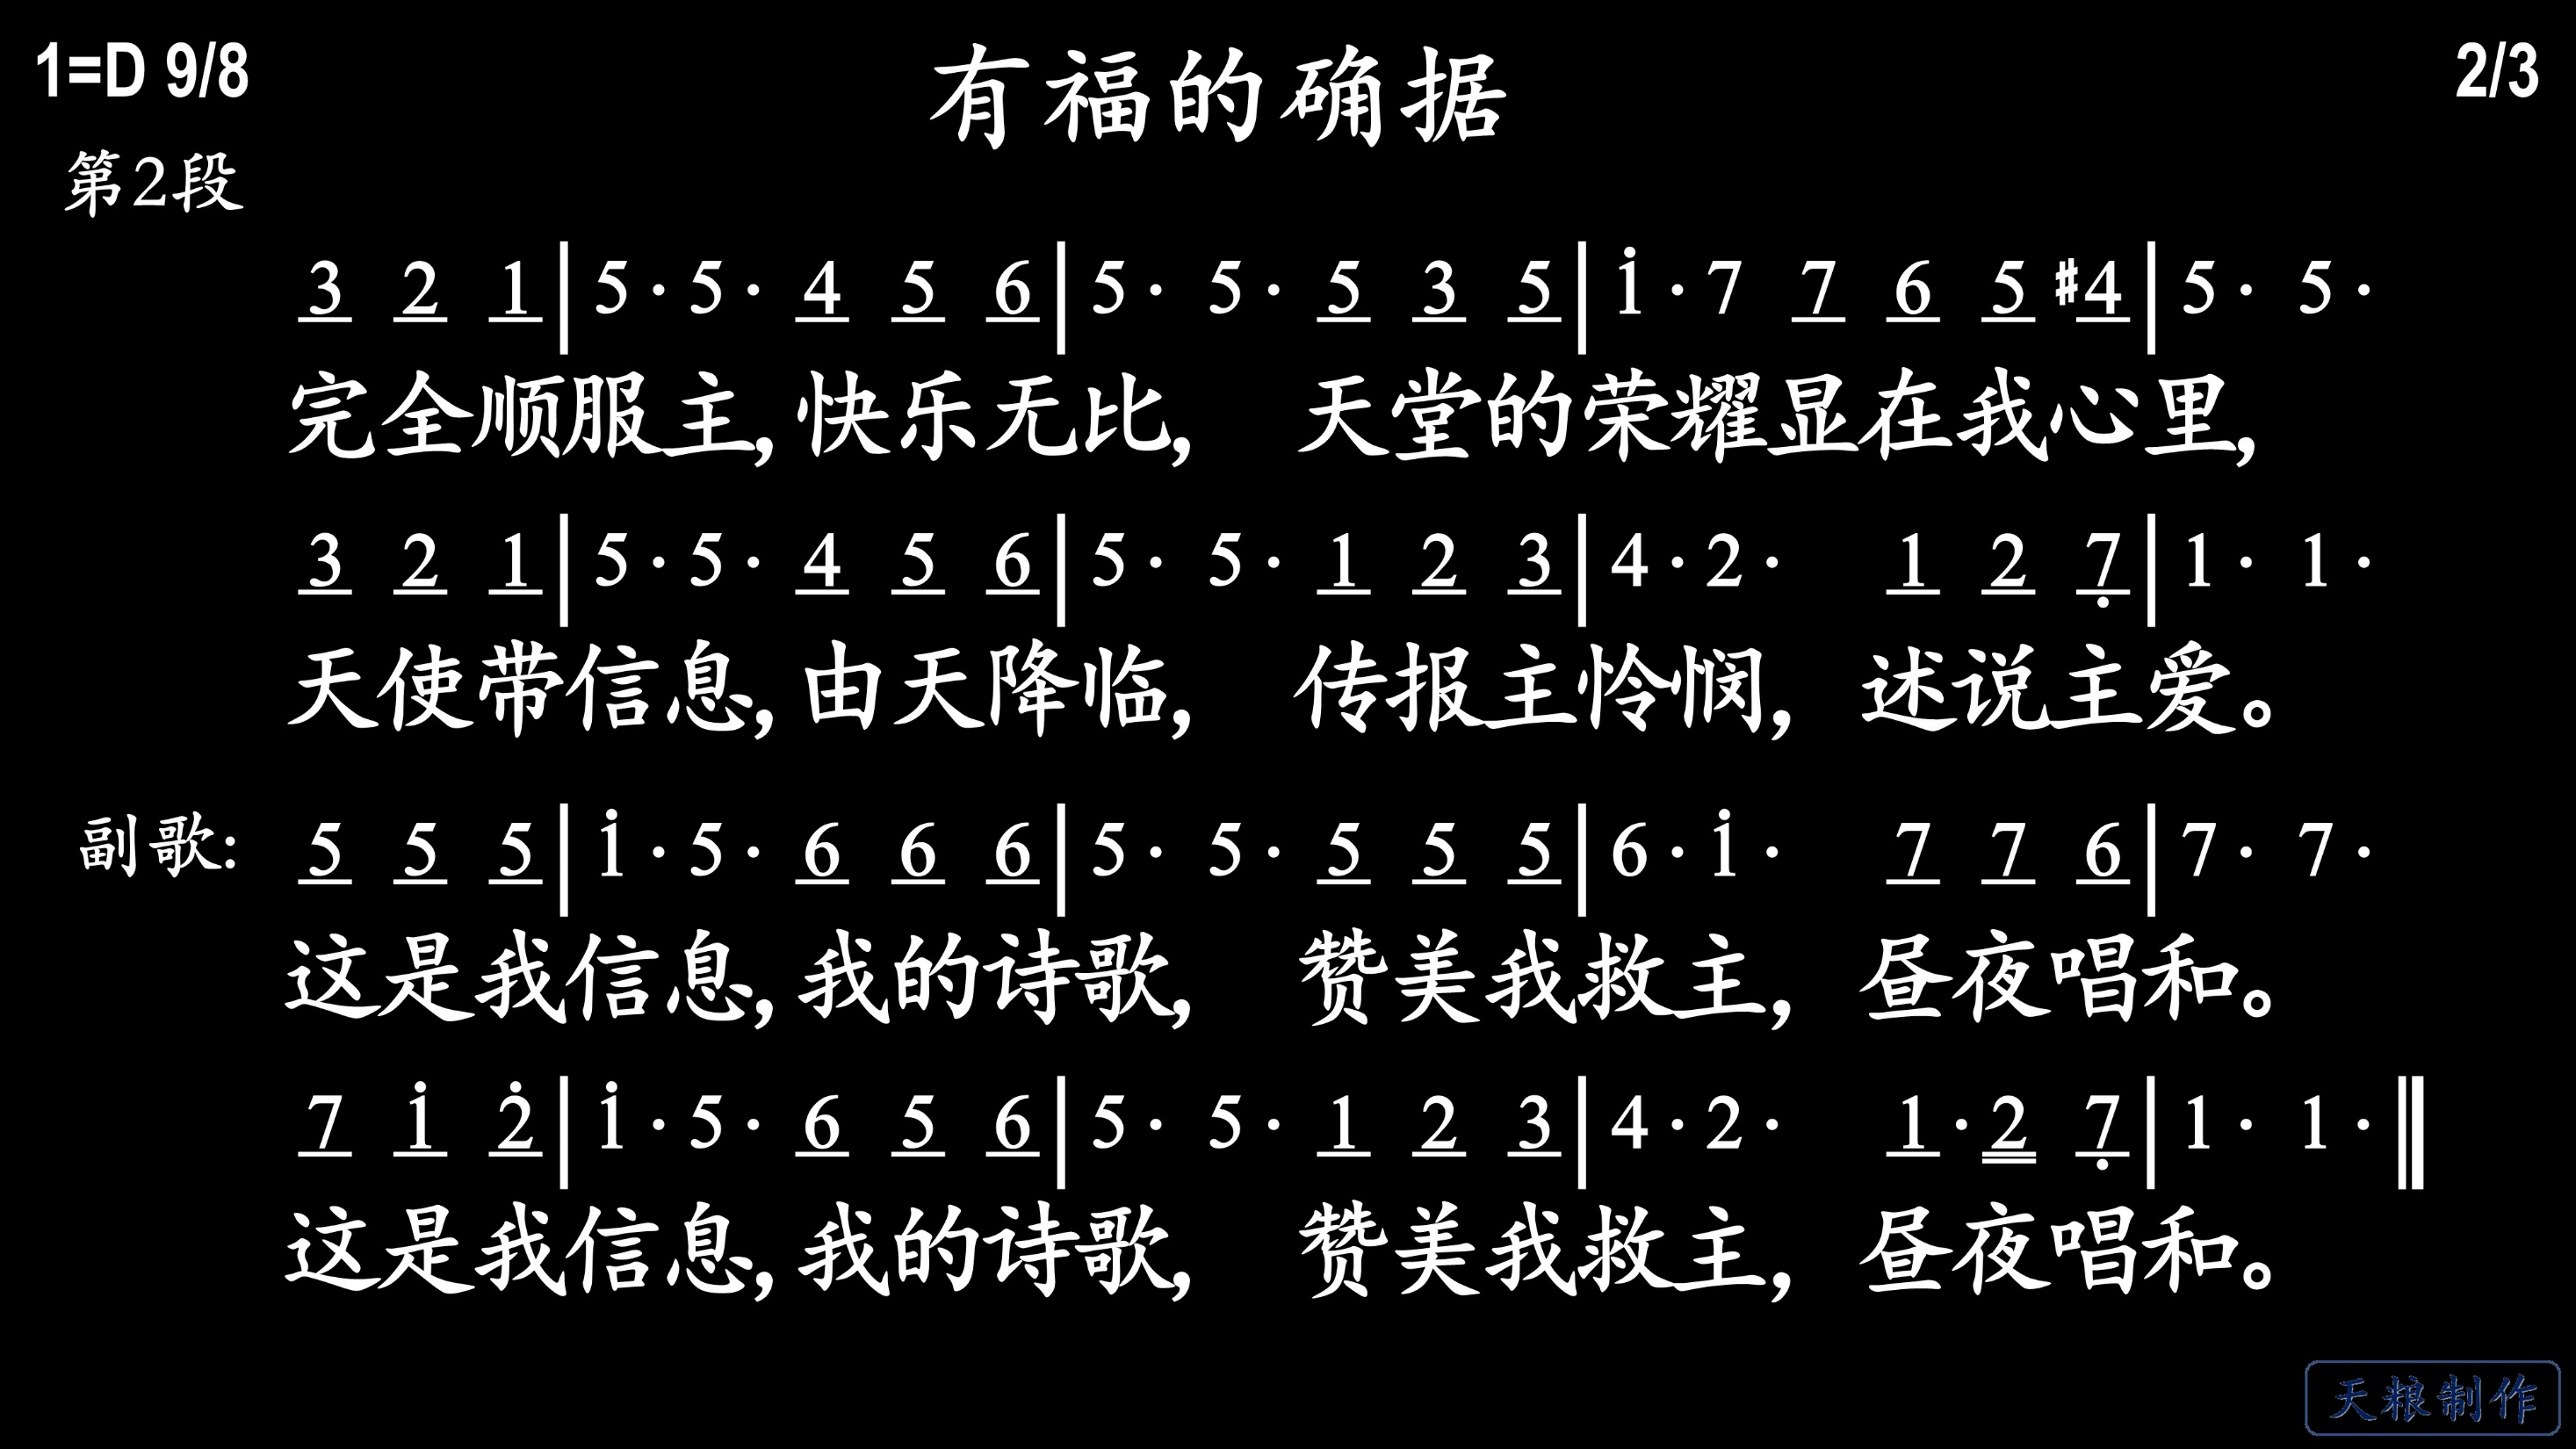 1=D 9/8
有福的确据
2/3
第2段
3 2 1 | 5 · 5 · 4 5 6 | 5 · 5 · 5 3 5 | i · 7 7 6 5 #4 | 5 · 5 ·
完全顺服主, 快乐无比, 天堂的荣耀显在我心里,
3 2 1 | 5 · 5 · 4 5 6 | 5 · 5 · 1 2 3 | 4 · 2 · 1 2 7̣ | 1 · 1 ·
天使带信息, 由天降临, 传报主怜悯, 述说主爱。
副歌: 5 5 5 | i · 5 · 6 6 6 | 5 · 5 · 5 5 5 | 6 · i · 7 7 6 | 7 · 7 ·
这是我信息, 我的诗歌, 赞美我救主, 昼夜唱和。
7 i 2̇ | i · 5 · 6 5 6 | 5 · 5 · 1 2 3 | 4 · 2 · 1 · 2 7̣ | 1 · 1 · ‖
这是我信息, 我的诗歌, 赞美我救主, 昼夜唱和。
天粮制作